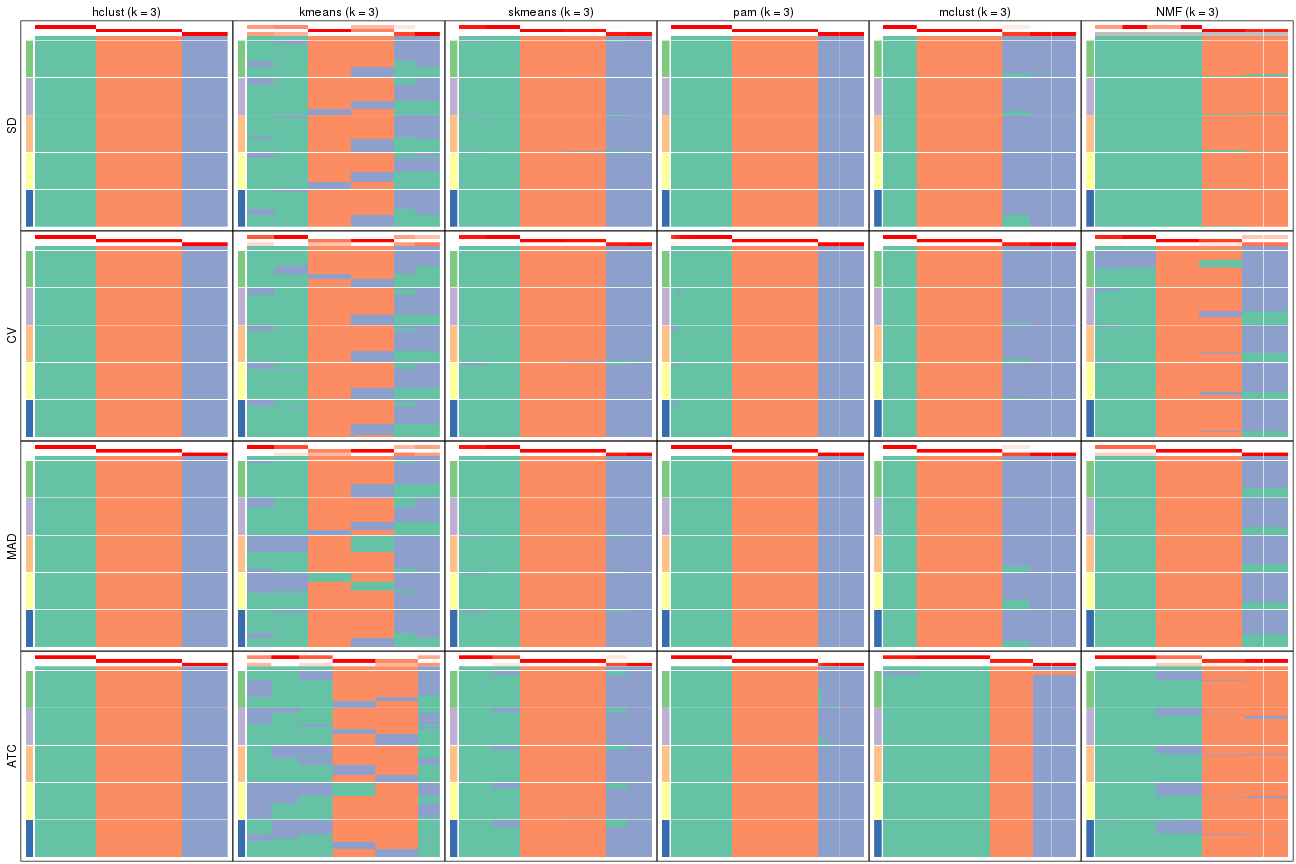 hclust (k = 3)
kmeans (k = 3)
skmeans (k = 3)
pam (k = 3)
mclust (k = 3)
NMF (k = 3)
SD
CV
MAD
ATC